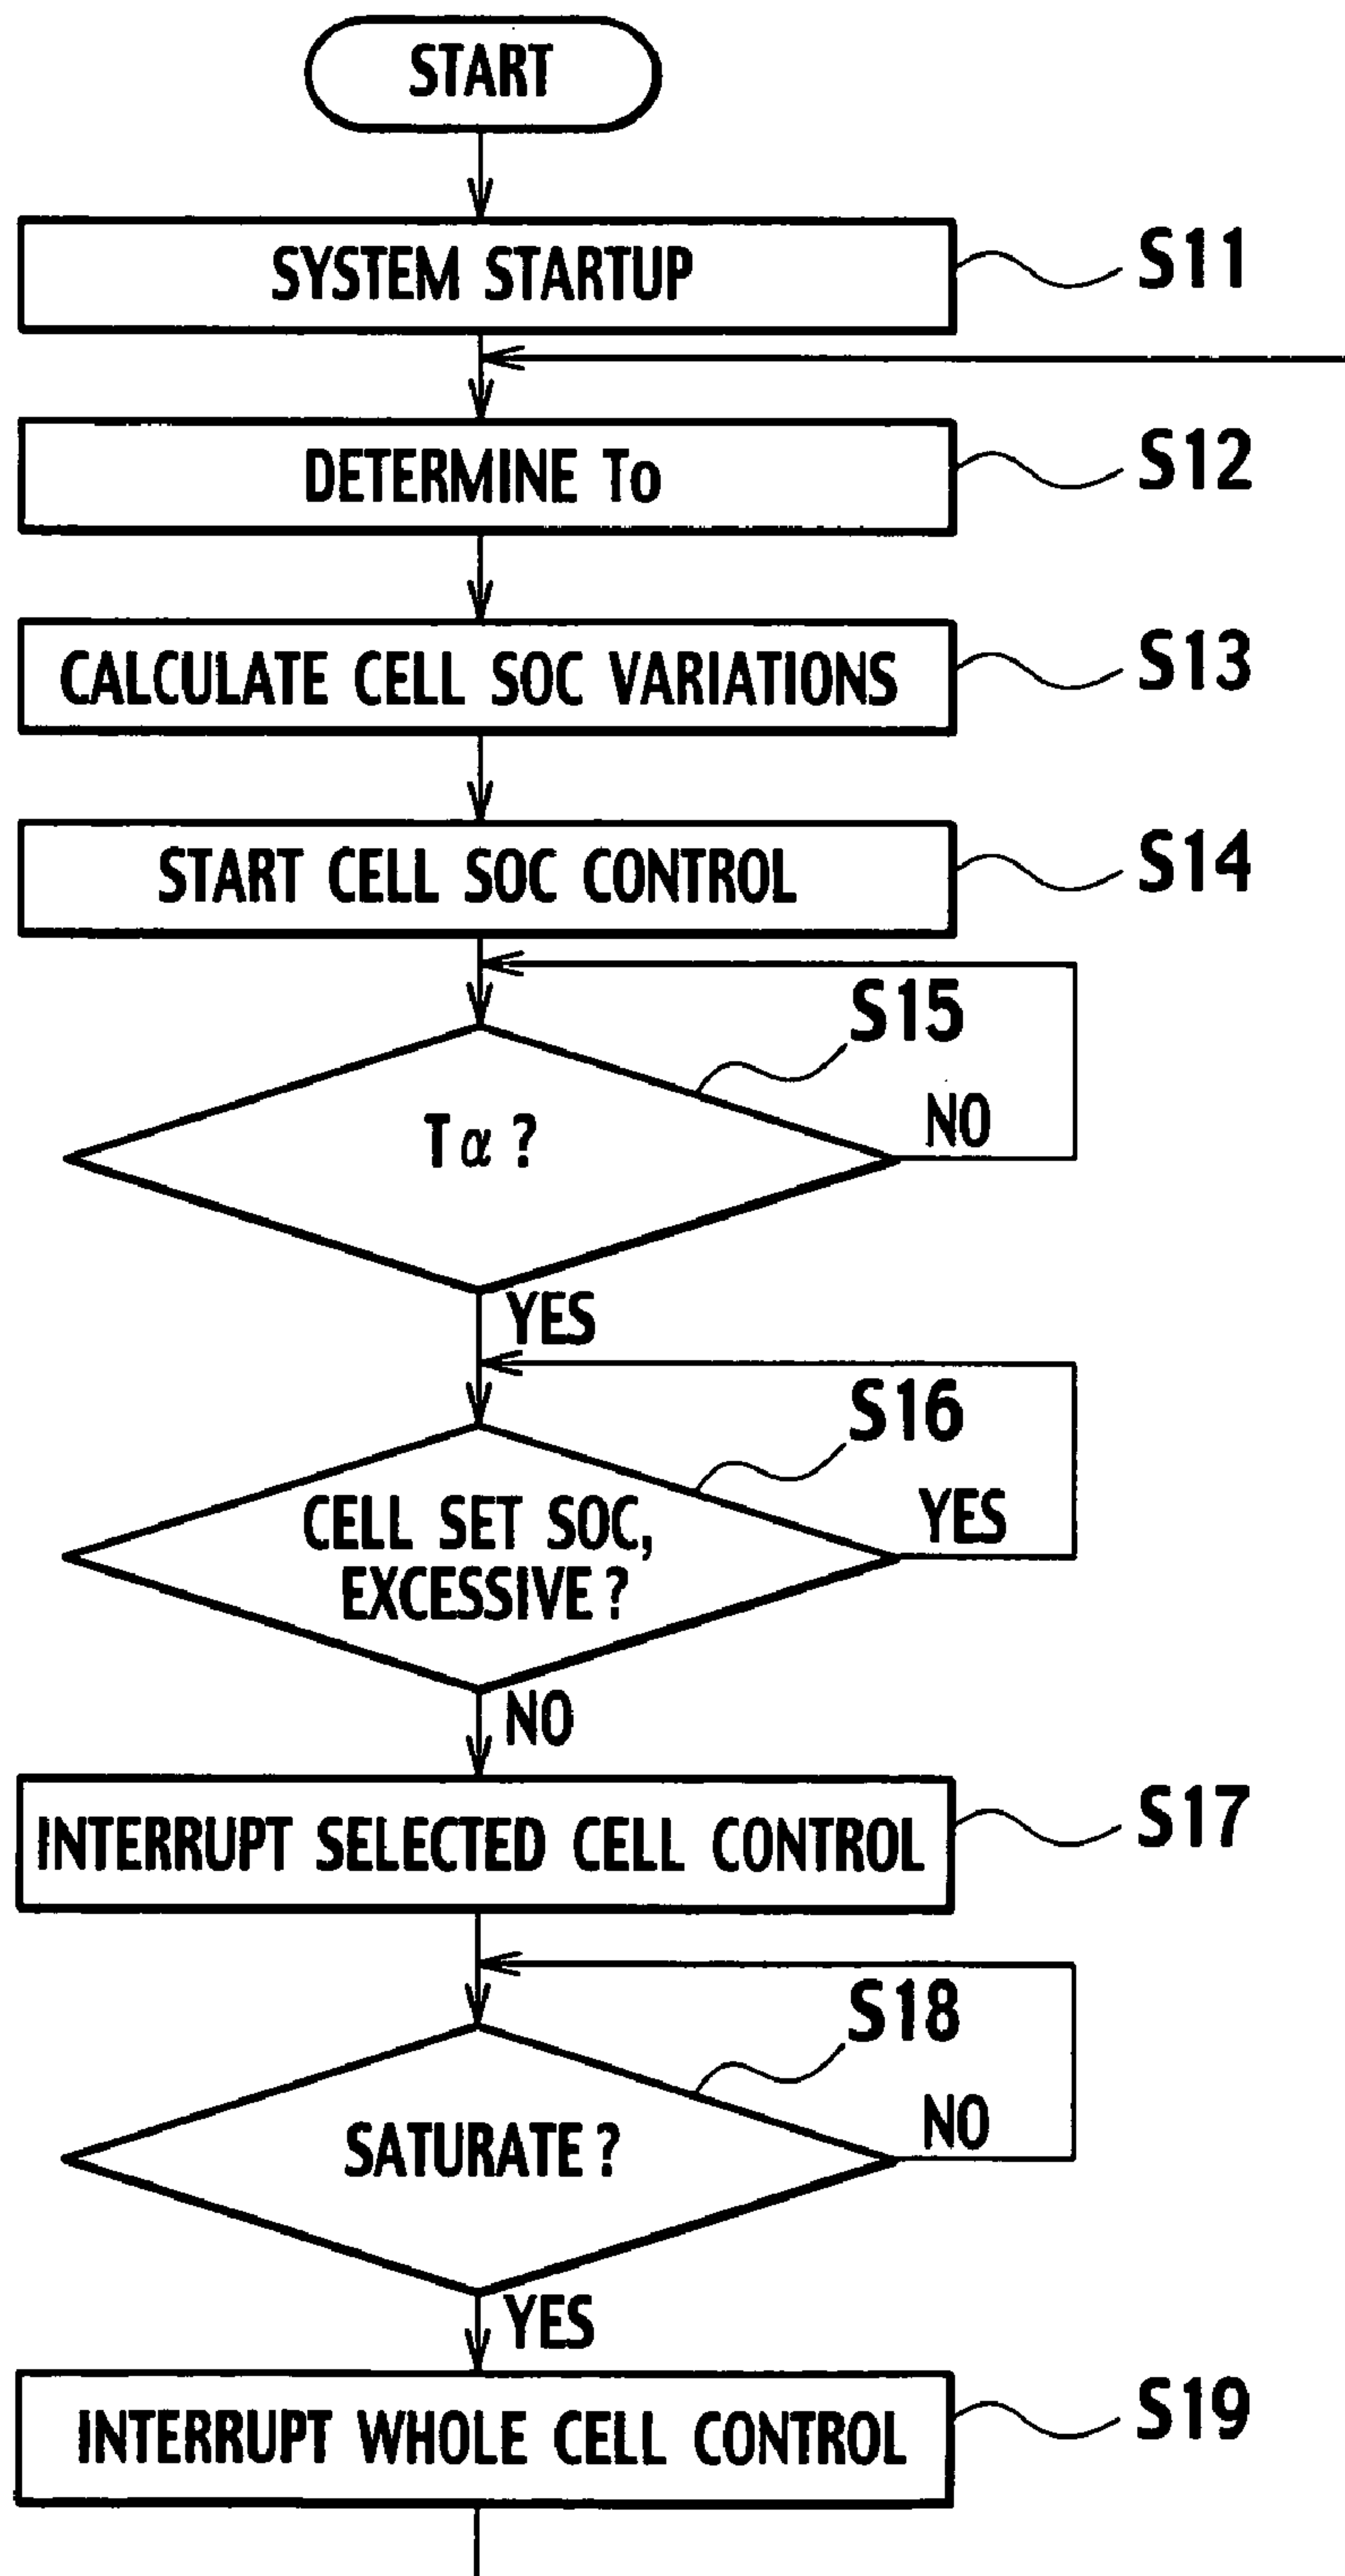 START
SYSTEM STARTUP
S11
DETERMINE To
S12
CALCULATE CELL SOC VARIATIONS
S13
START CELL SOC CONTROL
S14
S15
Tα ?
NO
YES
S16
CELL SET SOC,
EXCESSIVE ?
YES
NO
INTERRUPT SELECTED CELL CONTROL
S17
S18
SATURATE ?
NO
YES
INTERRUPT WHOLE CELL CONTROL
S19